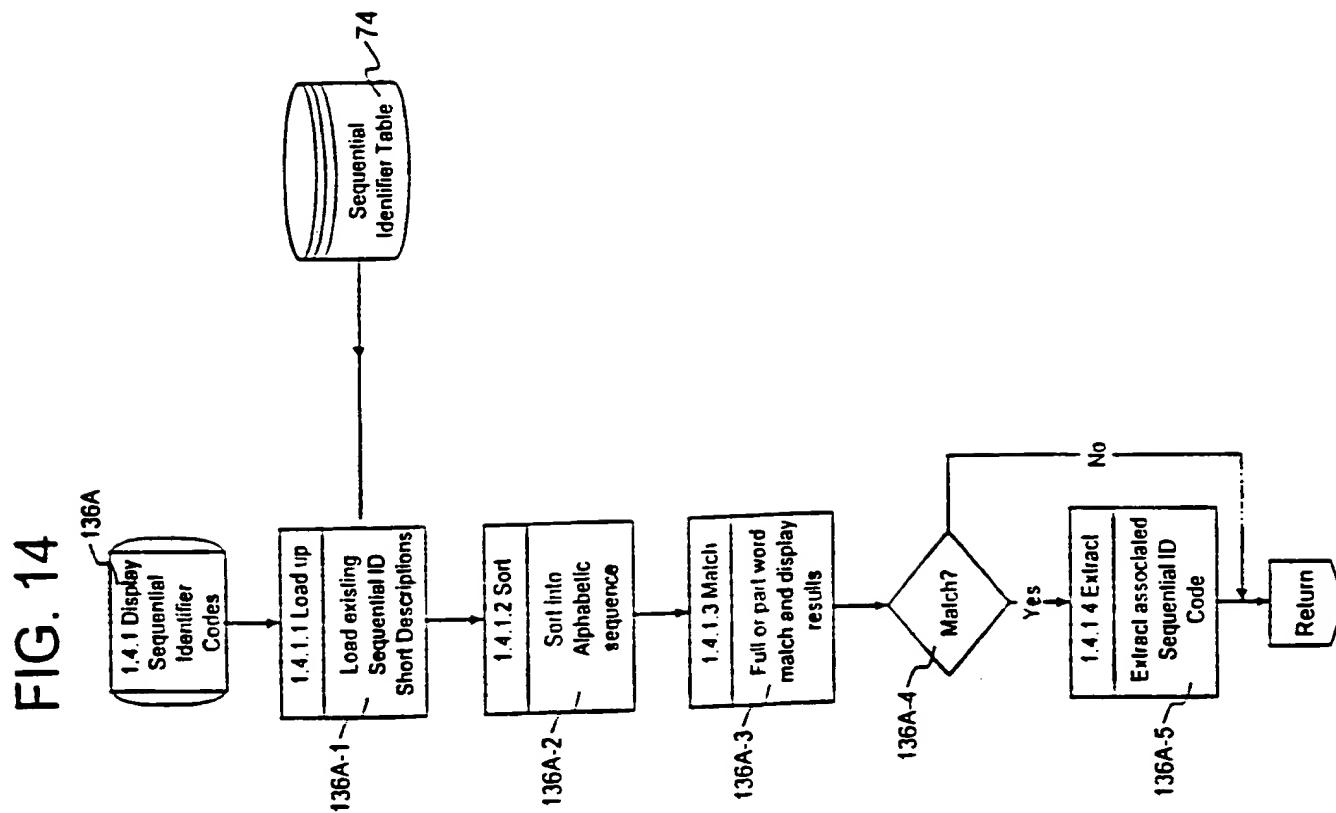 FIG. 14
136A
1.4.1 Display
Sequential
Identifier
Codes
1.4.1.1 Load up
Load existing
Sequential ID
Short Descriptions
136A-1
Sequential
Identifier Table
74
1.4.1.2 Sort
Sort into
Alphabetic
sequence
136A-2
1.4.1.3 Match
Full or part word
match and display
results
136A-3
Match?
136A-4
No
Yes
1.4.1 4 Extract
Extract associated
Sequential ID
Code
136A-5
Return